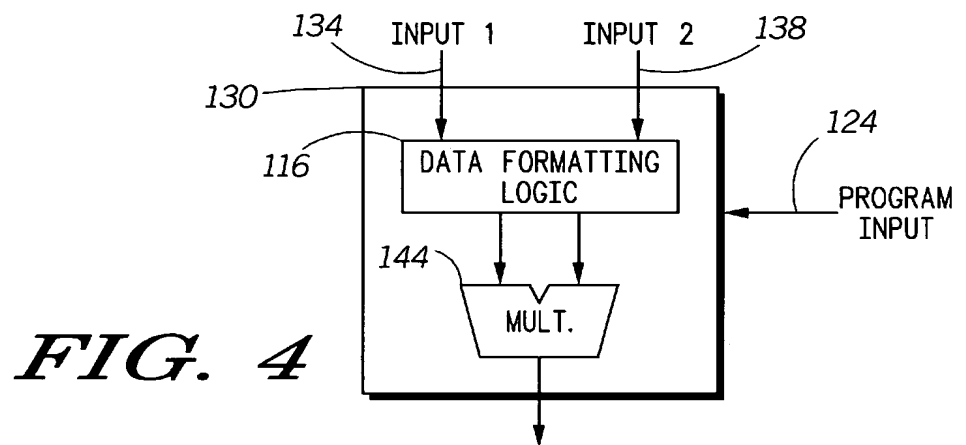 134 INPUT 1 INPUT 2 138
130
124
116 DATA FORMATTING
LOGIC
PROGRAM
INPUT
144
MULT.
FIG. 4